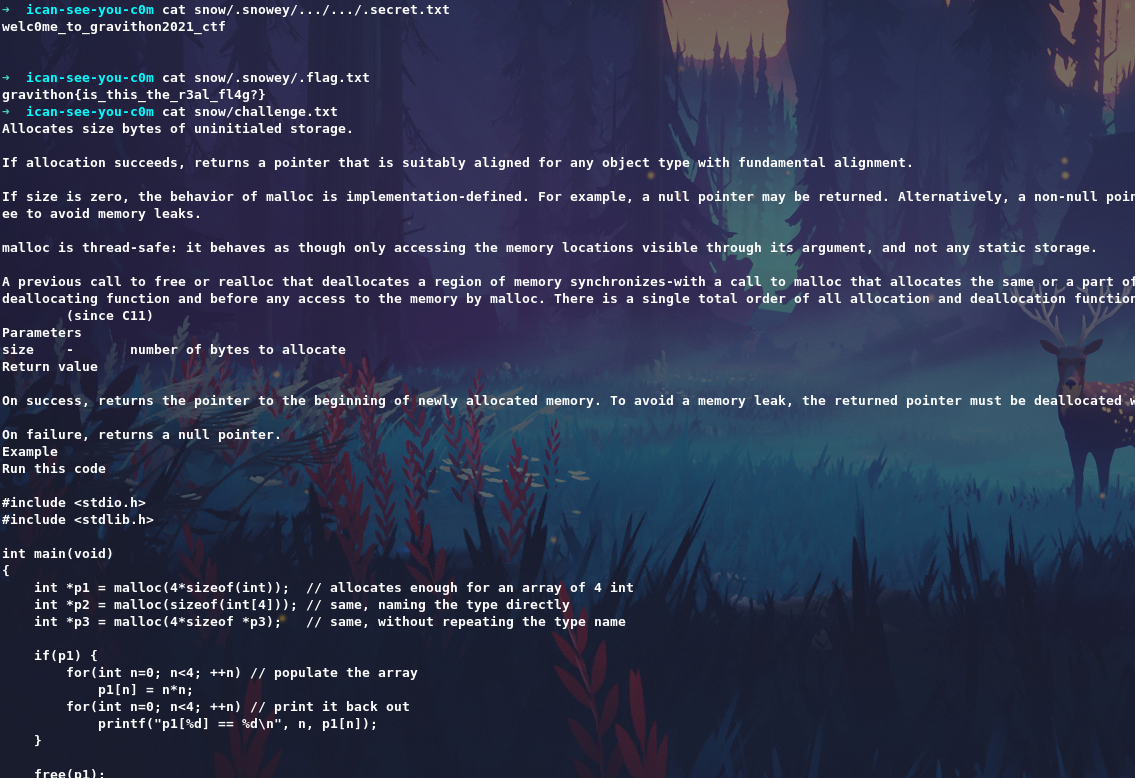 → ican-see-you-c0m cat snow/.snowey/.../.../.secret.txt
welc0me_to_gravithon2021_ctf
→ ican-see-you-c0m cat snow/.snowey/.flag.txt
gravithon{is_this_the_r3al_fl4g?}
→ ican-see-you-c0m cat snow/challenge.txt
Allocates size bytes of uninitialed storage.
If allocation succeeds, returns a pointer that is suitably aligned for any object type with fundamental alignment.
If size is zero, the behavior of malloc is implementation-defined. For example, a null pointer may be returned. Alternatively, a non-null poin
ee to avoid memory leaks.
malloc is thread-safe: it behaves as though only accessing the memory locations visible through its argument, and not any static storage.
A previous call to free or realloc that deallocates a region of memory synchronizes-with a call to malloc that allocates the same or a part of
deallocating function and before any access to the memory by malloc. There is a single total order of all allocation and deallocation function
(since C11)
Parameters
size - number of bytes to allocate
Return value
On success, returns the pointer to the beginning of newly allocated memory. To avoid a memory leak, the returned pointer must be deallocated w
On failure, returns a null pointer.
Example
Run this code
#include <stdio.h>
#include <stdlib.h>
int main(void)
{
    int *p1 = malloc(4*sizeof(int));  // allocates enough for an array of 4 int
    int *p2 = malloc(sizeof(int[4])); // same, naming the type directly
    int *p3 = malloc(4*sizeof *p3);   // same, without repeating the type name
    if(p1) {
        for(int n=0; n<4; ++n) // populate the array
            p1[n] = n*n;
        for(int n=0; n<4; ++n) // print it back out
            printf("p1[%d] == %d\n", n, p1[n]);
    }
    free(p1);